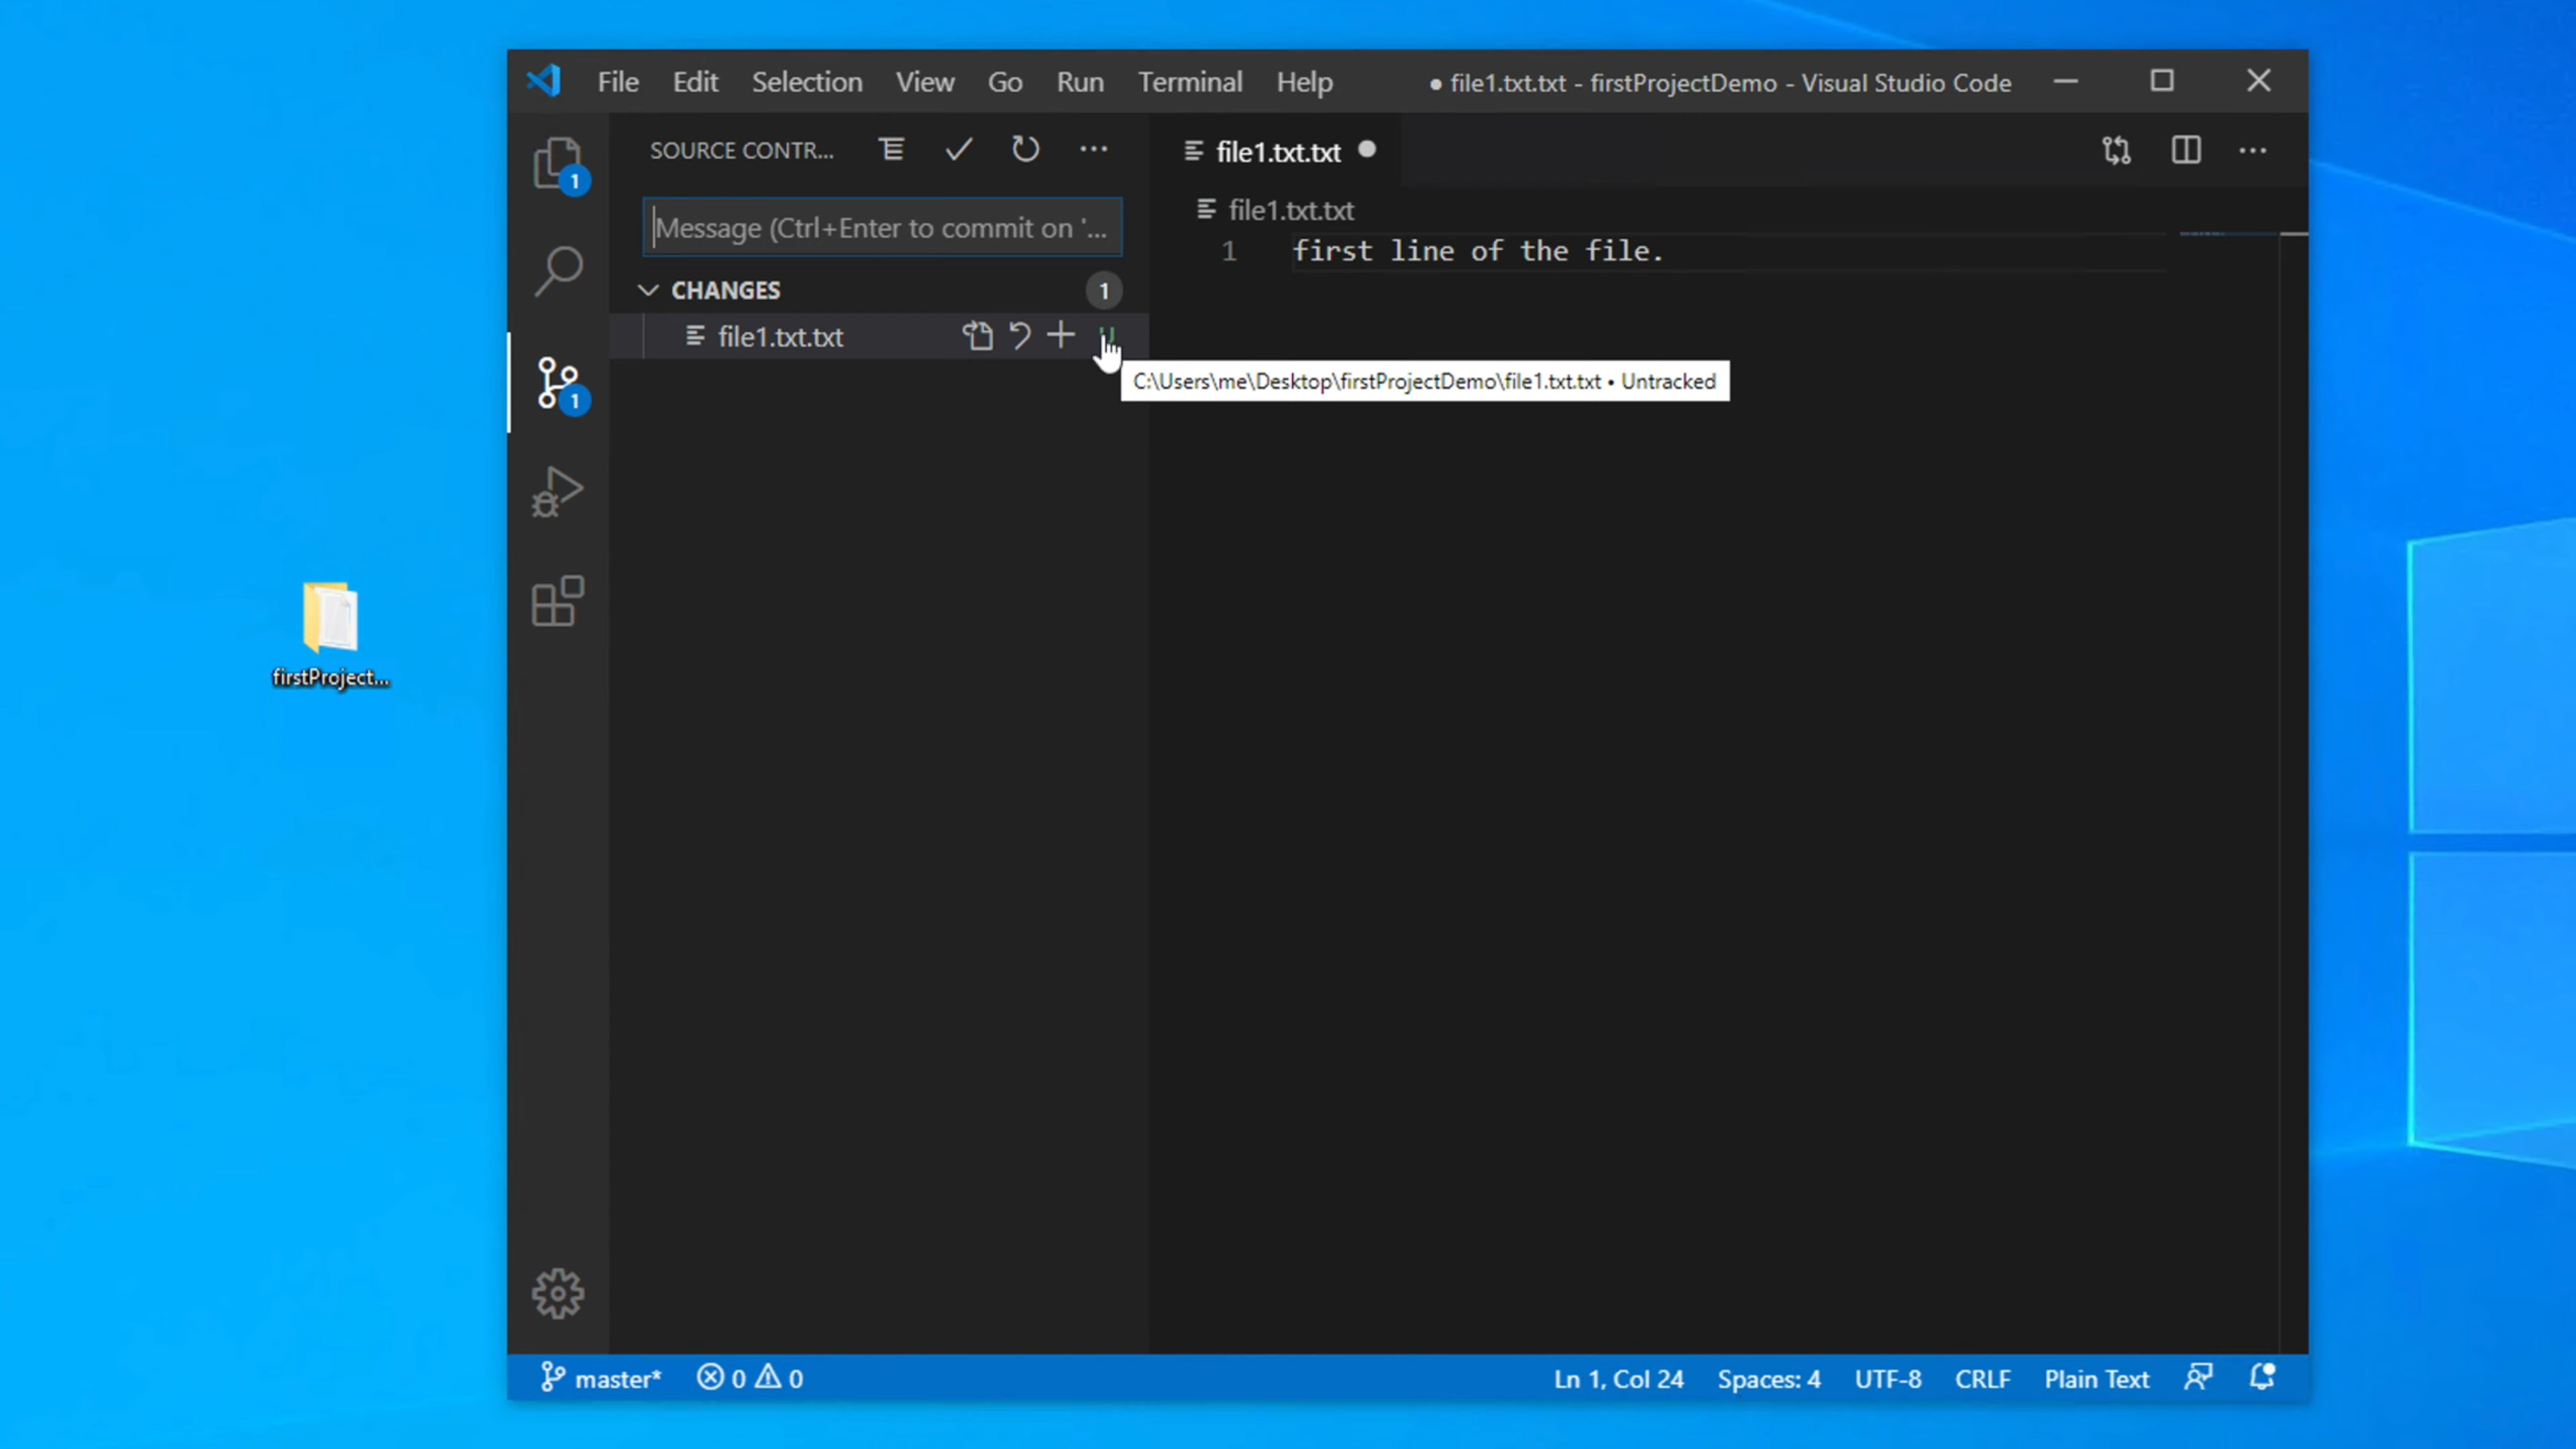 File Edit Selection View Go Run Terminal Help ● file1.txt.txt - firstProjectDemo - Visual Studio Code
SOURCE CONTR...
file1.txt.txt
1
Message (Ctrl+Enter to commit on '...
file1.txt.txt
1 first line of the file.
CHANGES 1
file1.txt.txt
C:\Users\me\Desktop\firstProjectDemo\file1.txt.txt • Untracked
1
firstProject...
master* 0 0 Ln 1, Col 24 Spaces: 4 UTF-8 CRLF Plain Text